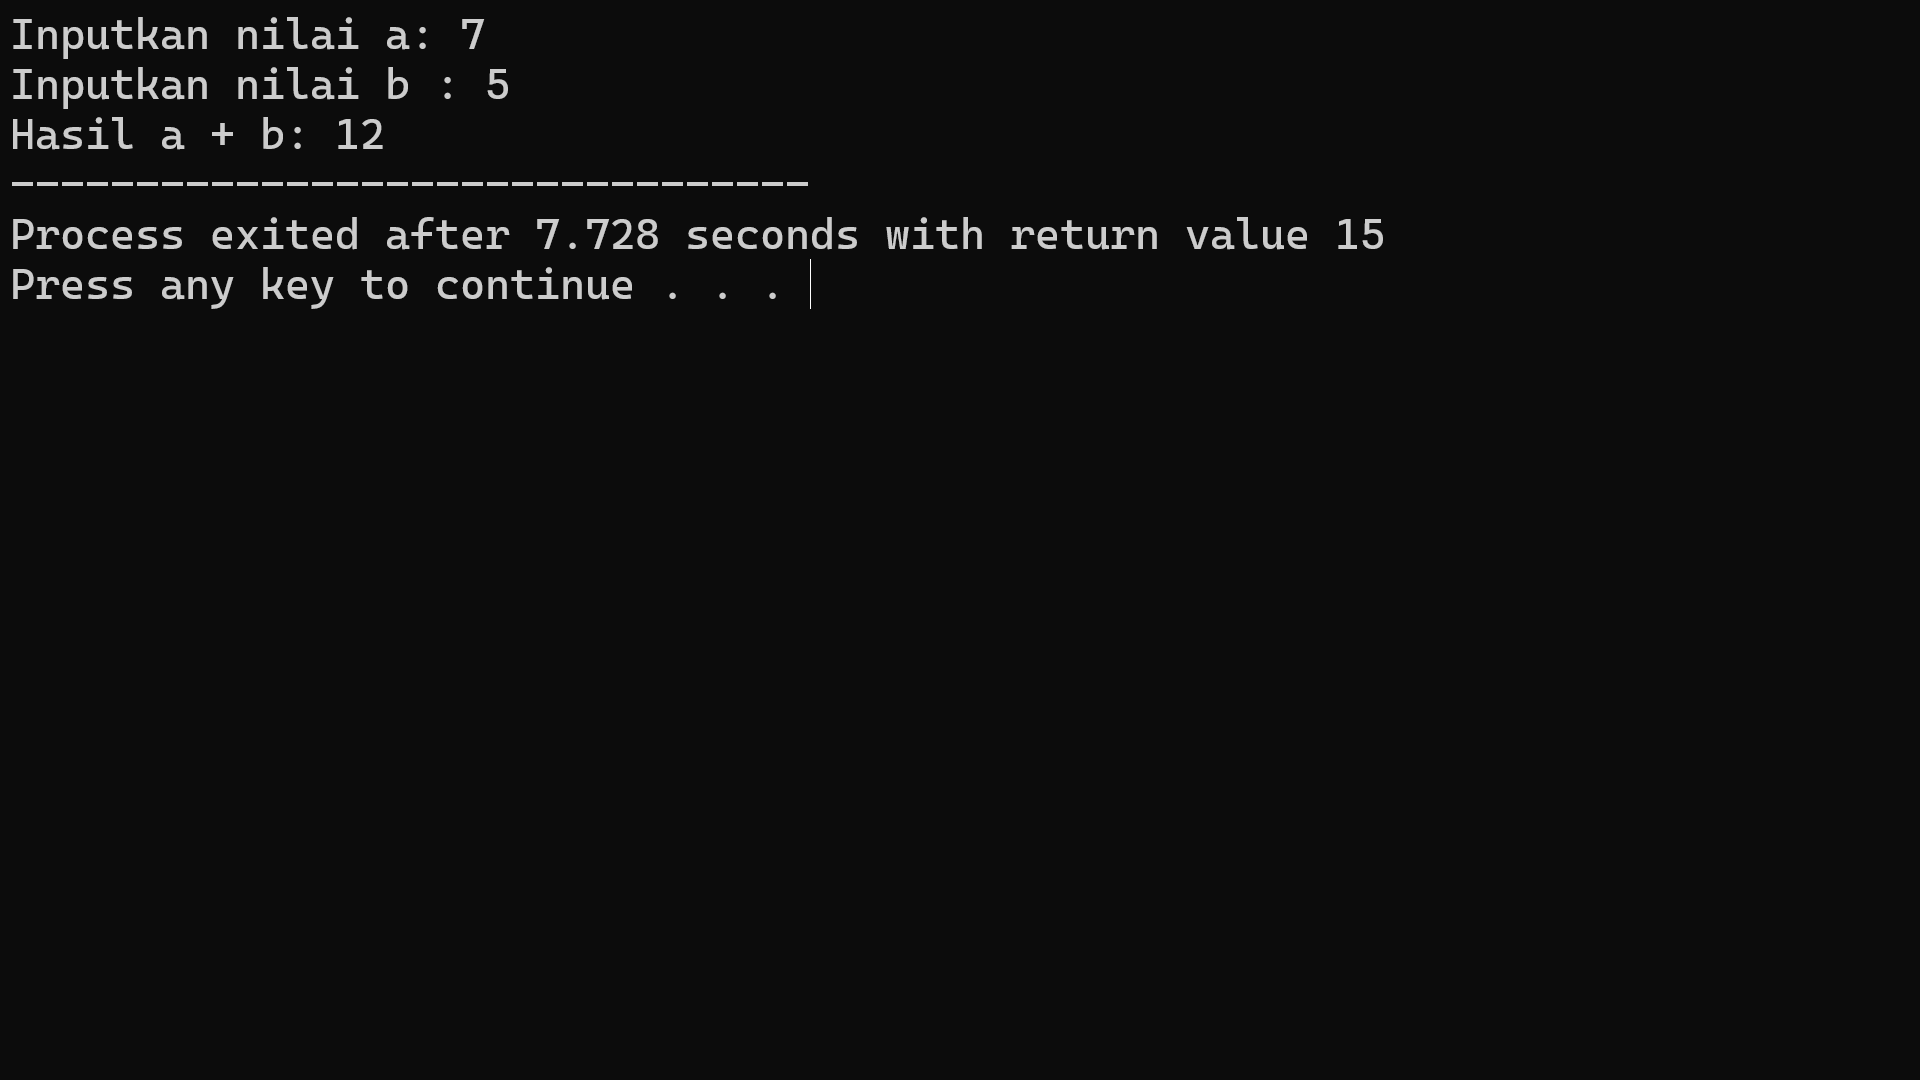 Inputkan nilai a: 7
Inputkan nilai b : 5
Hasil a + b: 12
--------------------------------
Process exited after 7.728 seconds with return value 15
Press any key to continue . . .